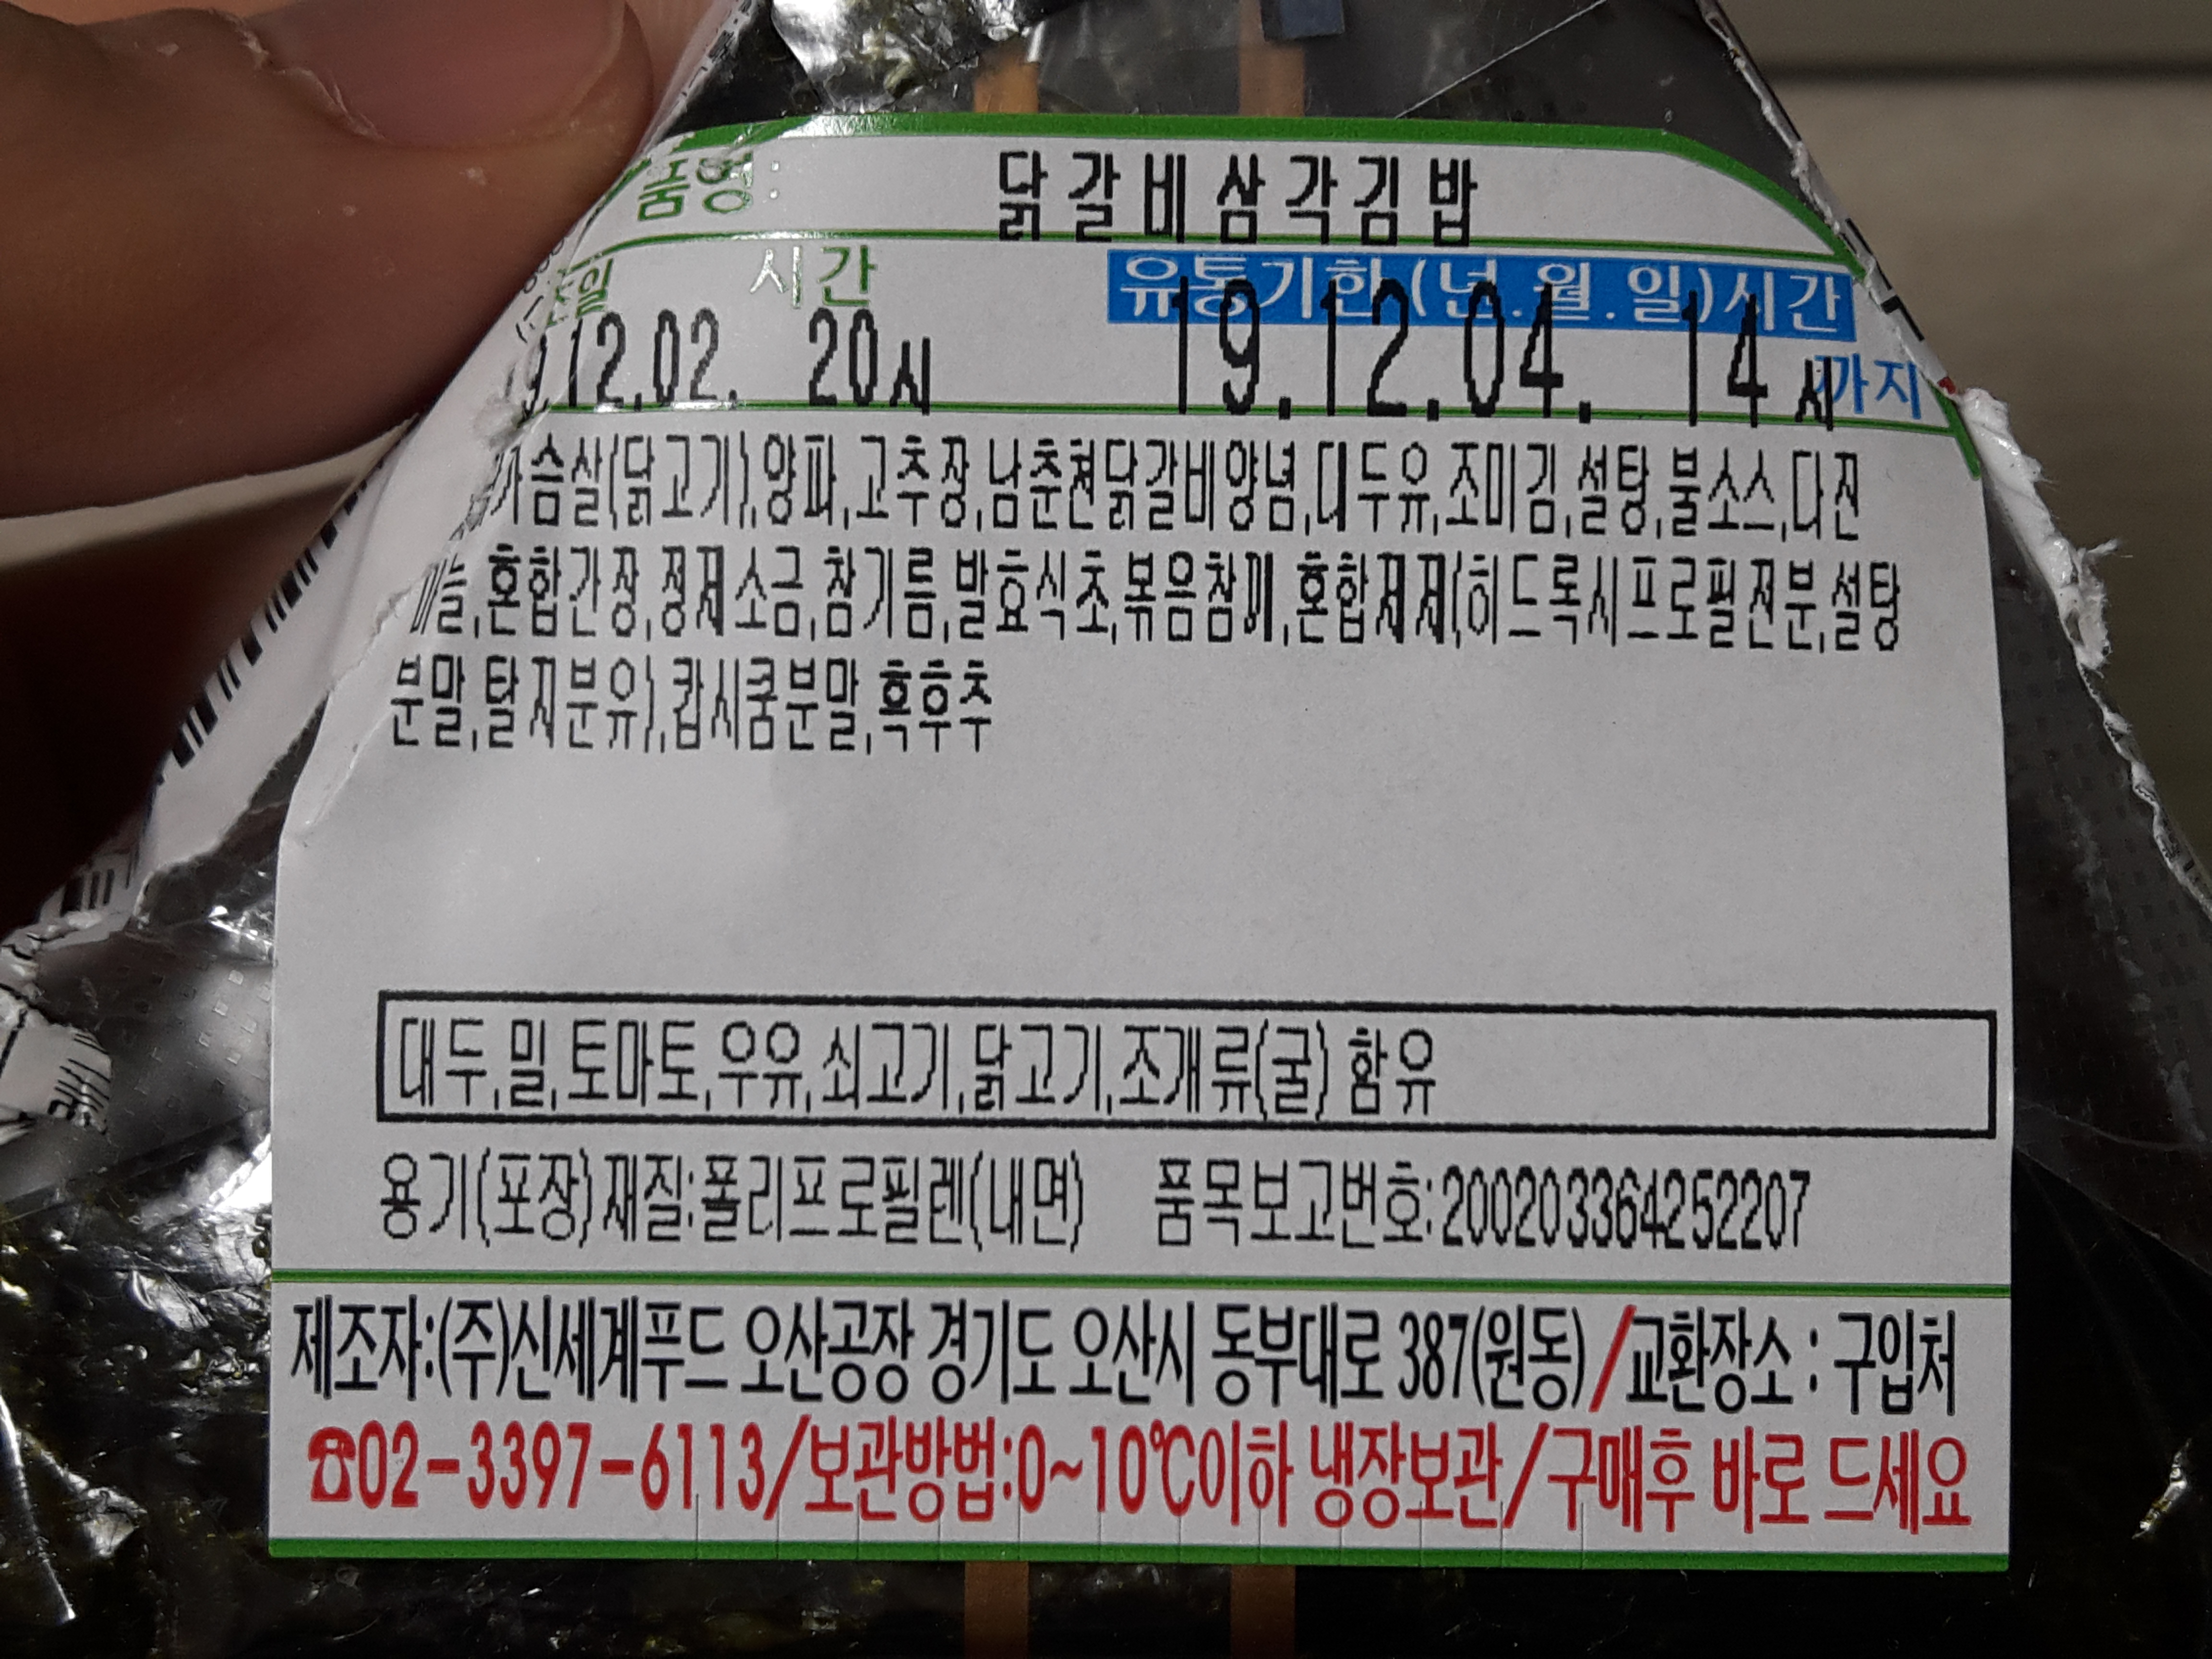 품명: 닭갈비삼각김밥
시간 유통기한(년.월.일)시간
12.02. 20시 19.12.04. 14시까지
가슴살(닭고기),양파,고추장,남춘천닭갈비양념,대두유,조미김,설탕,불소스,다진
마늘,혼합간장,정제소금,참기름,발효식초,볶음참깨,혼합제제(히드록시프로필전분,설탕
분말,탈지분유),캅시쿰분말,흑후추
대두,밀,토마토,우유,쇠고기,닭고기,조개류(굴) 함유
용기(포장)재질:폴리프로필렌(내면) 품목보고번호:200203364252207
제조자:(주)신세계푸드 오산공장 경기도 오산시 동부대로 387(원동)/교환장소 : 구입처
☎02-3397-6113/보관방법:0~10℃이하 냉장보관/구매후 바로 드세요